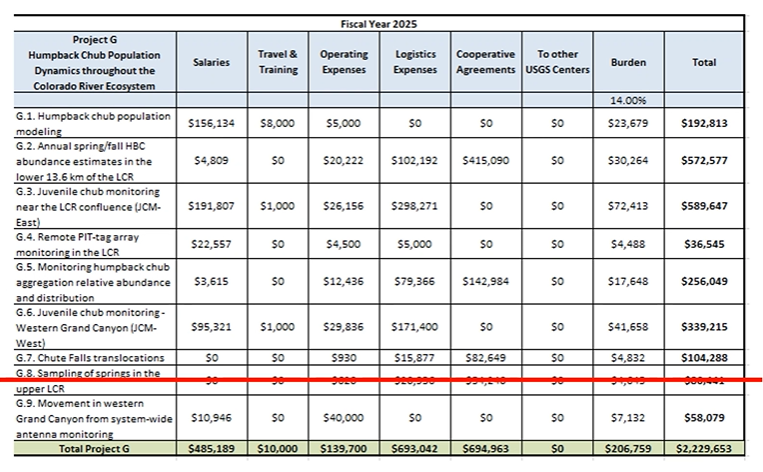 Fiscal Year 2025
Project G
Humpback Chub Population
Dynamics throughout the
Colorado River Ecosystem
Salaries
Travel &
Training
Operating
Expenses
Logistics
Expenses
Cooperative
Agreements
To other
USGS Centers
Burden
Total
14.00%
G.1. Humpback chub population
modeling
$156,134 $8,000 $5,000 $0 $0 $0 $23,679 $192,813
G.2. Annual spring/fall HBC
abundance estimates in the
lower 13.6 km of the LCR
$4,809 $0 $20,222 $102,192 $415,090 $0 $30,264 $572,577
G.3. Juvenile chub monitoring
near the LCR confluence (JCM-
East)
$191,807 $1,000 $26,156 $298,271 $0 $0 $72,413 $589,647
G.4. Remote PIT-tag array
monitoring in the LCR
$22,557 $0 $4,500 $5,000 $0 $0 $4,488 $36,545
G.5. Monitoring humpback chub
aggregation relative abundance
and distribution
$3,615 $0 $12,436 $79,366 $142,984 $0 $17,648 $256,049
G.6. Juvenile chub monitoring -
Western Grand Canyon (JCM-
West)
$95,321 $1,000 $29,836 $171,400 $0 $0 $41,658 $339,215
G.7. Chute Falls translocations $0 $0 $930 $15,877 $82,649 $0 $4,832 $104,288
G.8. Sampling of springs in the
upper LCR
G.9. Movement in western
Grand Canyon from system-wide
antenna monitoring
$10,946 $0 $40,000 $0 $0 $0 $7,132 $58,079
Total Project G $485,189 $10,000 $139,700 $693,042 $694,963 $0 $206,759 $2,229,653